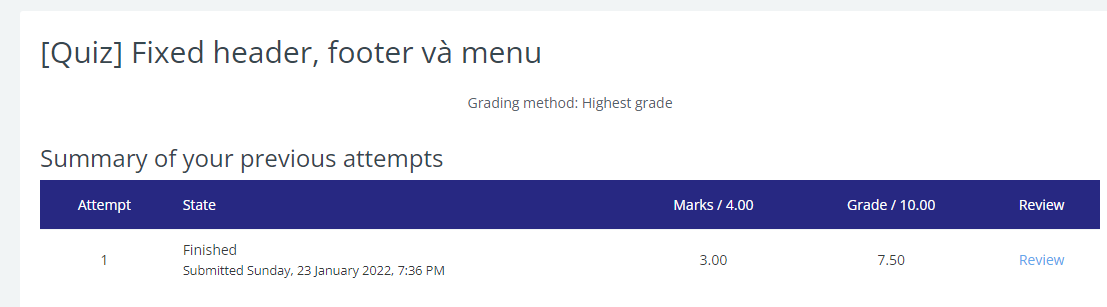 [Quiz] Fixed header, footer và menu
Grading method: Highest grade
Summary of your previous attempts
Attempt State Marks / 4.00 Grade / 10.00 Review
Finished
1 3.00 7.50 Review
Submitted Sunday, 23 January 2022, 7:36 PM